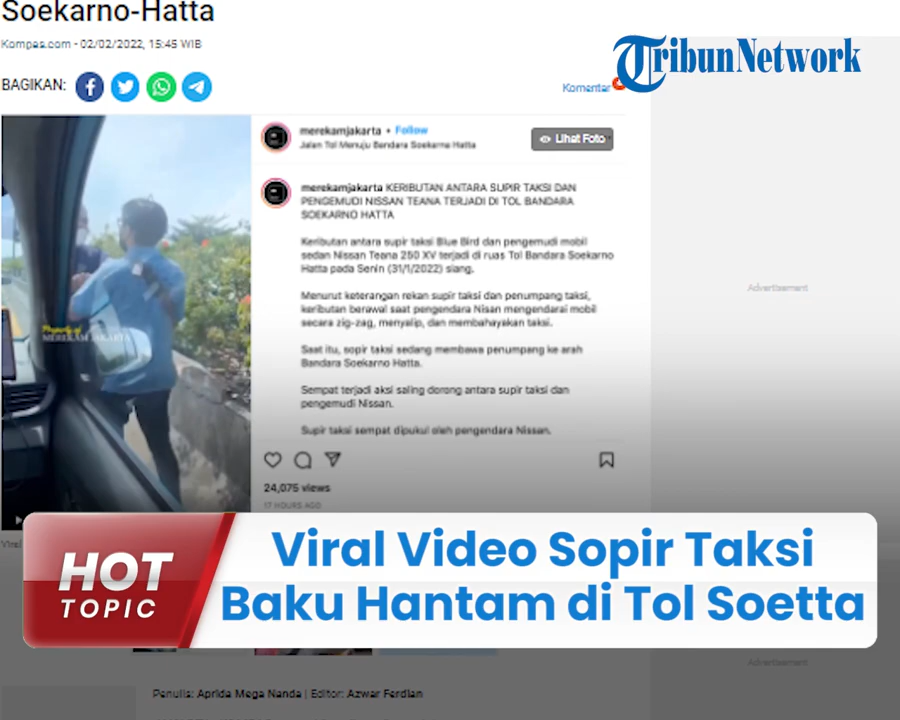 Soekarno-Hatta
Kompas.com - 02/02/2022, 15:45 WIB
TribunNetwork
BAGIKAN:
Komentar
merekamjakarta • Follow
Jalan Tol Menuju Bandara Soekarno Hatta
Lihat Foto
merekamjakarta KERIBUTAN ANTARA SUPIR TAKSI DAN
PENGEMUDI NISSAN TEANA TERJADI DI TOL BANDARA
SOEKARNO HATTA
Keributan antara supir taksi Blue Bird dan pengemudi mobil
sedan Nissan Teana 250 XV terjadi di ruas Tol Bandara Soekarno
Hatta pada Senin (31/1/2022) siang.
Menurut keterangan rekan supir taksi dan penumpang taksi,
keributan berawal saat pengendara Nisan mengendarai mobil
secara zig-zag, menyalip, dan membahayakan taksi.
Saat itu, sopir taksi sedang membawa penumpang ke arah
Bandara Soekarno Hatta.
Sempat terjadi aksi saling dorong antara supir taksi dan
pengemudi Nissan.
Supir taksi sempat dipukul oleh pengendara Nissan.
Property of
MEREKAM JAKARTA
Advertisement
24,075 views
17 HOURS AGO
Viral
HOT
TOPIC
Viral Video Sopir Taksi
Baku Hantam di Tol Soetta
Advertisement
Penulis: Aprida Mega Nanda | Editor: Azwar Ferdian